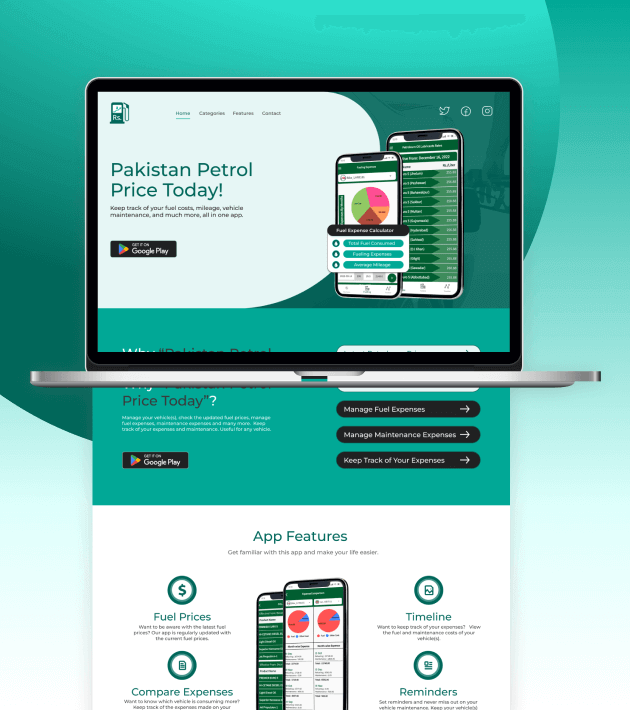 Rs.
Home Categories Features Contact
Pakistan Petrol
Price Today!
Keep track of your fuel costs, mileage, vehicle
maintenance, and much more, all in one app.
GET IT ON
Google Play
Fuel Expense Calculator
Total Fuel Consumed
Fueling Expenses
Average Mileage
Why "Pakistan Petrol
Price Today"?
Manage your vehicle(s), check the updated fuel prices, manage
fuel expenses, maintenance expenses and many more. Keep
track of your expenses and maintenance. Useful for any vehicle.
GET IT ON
Google Play
Manage Fuel Expenses
Manage Maintenance Expenses
Keep Track of Your Expenses
App Features
Get familiar with this app and make your life easier.
Fuel Prices
Want to be aware with the latest fuel
prices? Our app is regularly updated with
the current fuel prices.
Timeline
Want to keep track of your expenses? View
the fuel and maintenance costs of your
vehicle(s).
Compare Expenses
Want to know which vehicle is consuming more?
Keep track of the expenses made on your
Reminders
Set reminders and never miss out on your
vehicle maintenance. Keep your vehicle(s)